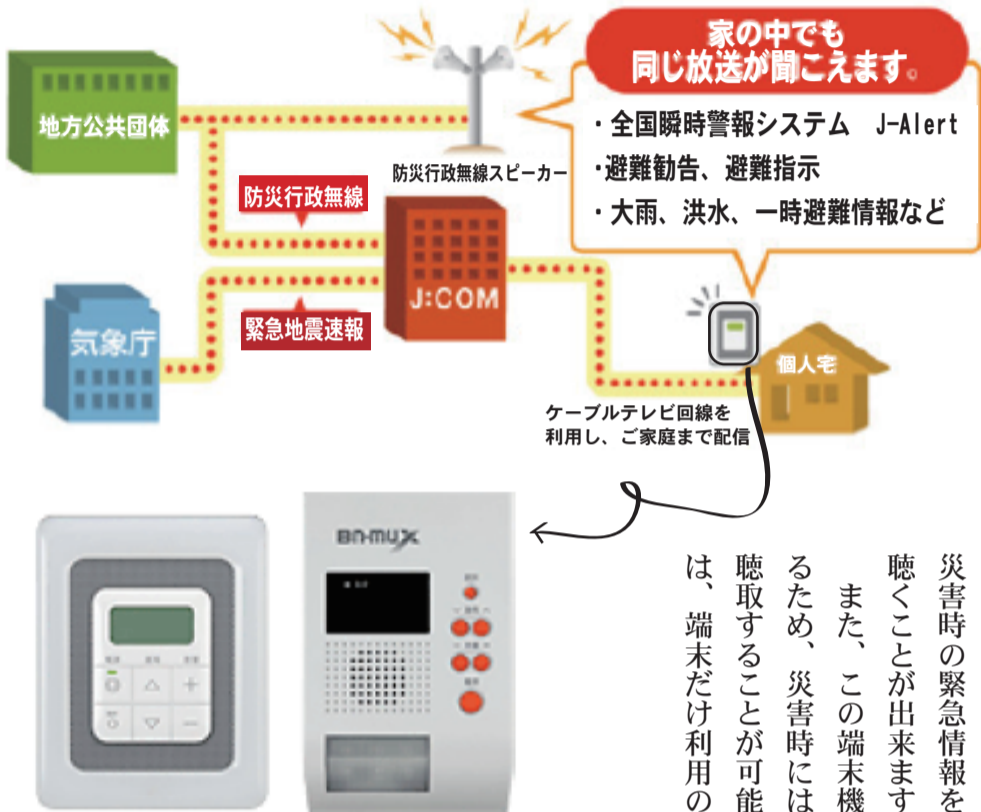 家の中でも
同じ放送が聞こえます。
・全国瞬時警報システム J-Alert
・避難勧告、避難指示
・大雨、洪水、一時避難情報など
地方公共団体
防災行政無線スピーカー
防災行政無線
J:COM
緊急地震速報
気象庁
個人宅
ケーブルテレビ回線を
利用し、ご家庭まで配信
BN-MUX
災害時の緊急情報を
聴くことが出来ます
また、この端末機
るため、災害時には
聴取することが可能
は、端末だけ利用の